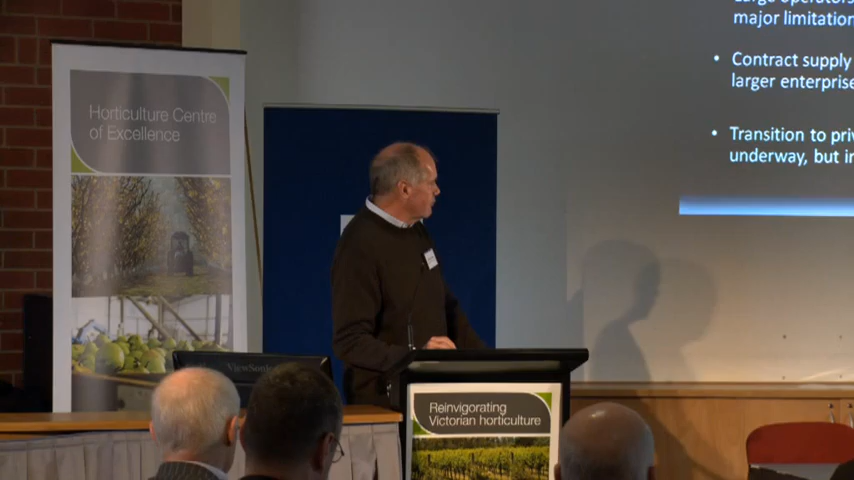 Horticulture Centre
of Excellence
major limitation
• Contract supply
larger enterprise
• Transition to priv
underway, but in
ViewSonic
Reinvigorating
Victorian horticulture